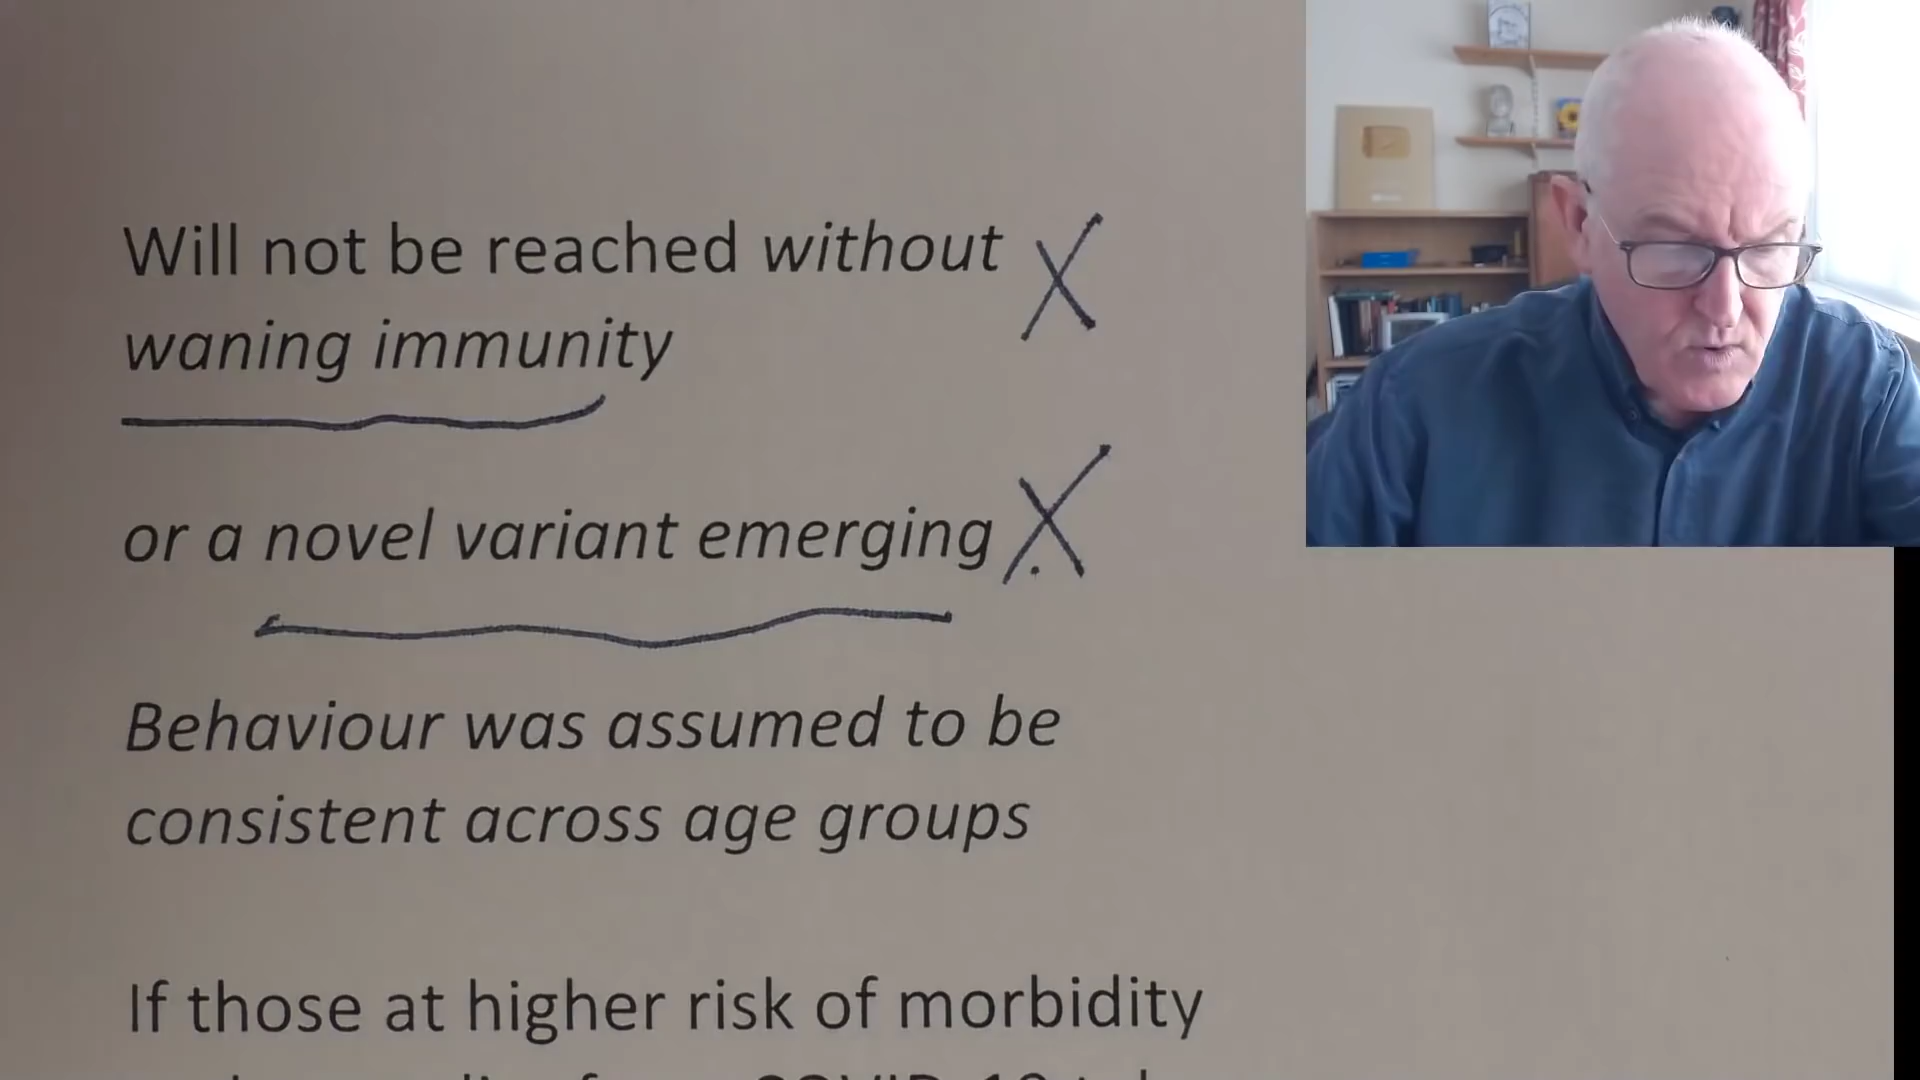 Will not be reached without X
waning immunity
or a novel variant emerging X
Behaviour was assumed to be
consistent across age groups
If those at higher risk of morbidity